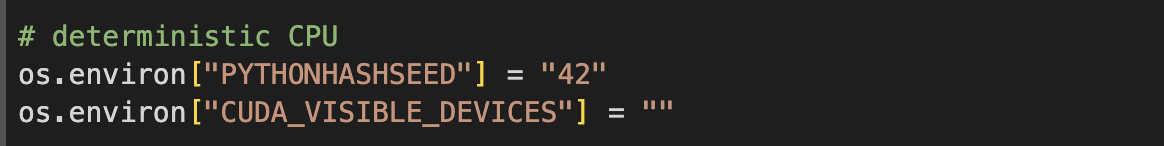 # deterministic CPU
os.environ["PYTHONHASHSEED"] = "42"
os.environ["CUDA_VISIBLE_DEVICES"] = ""